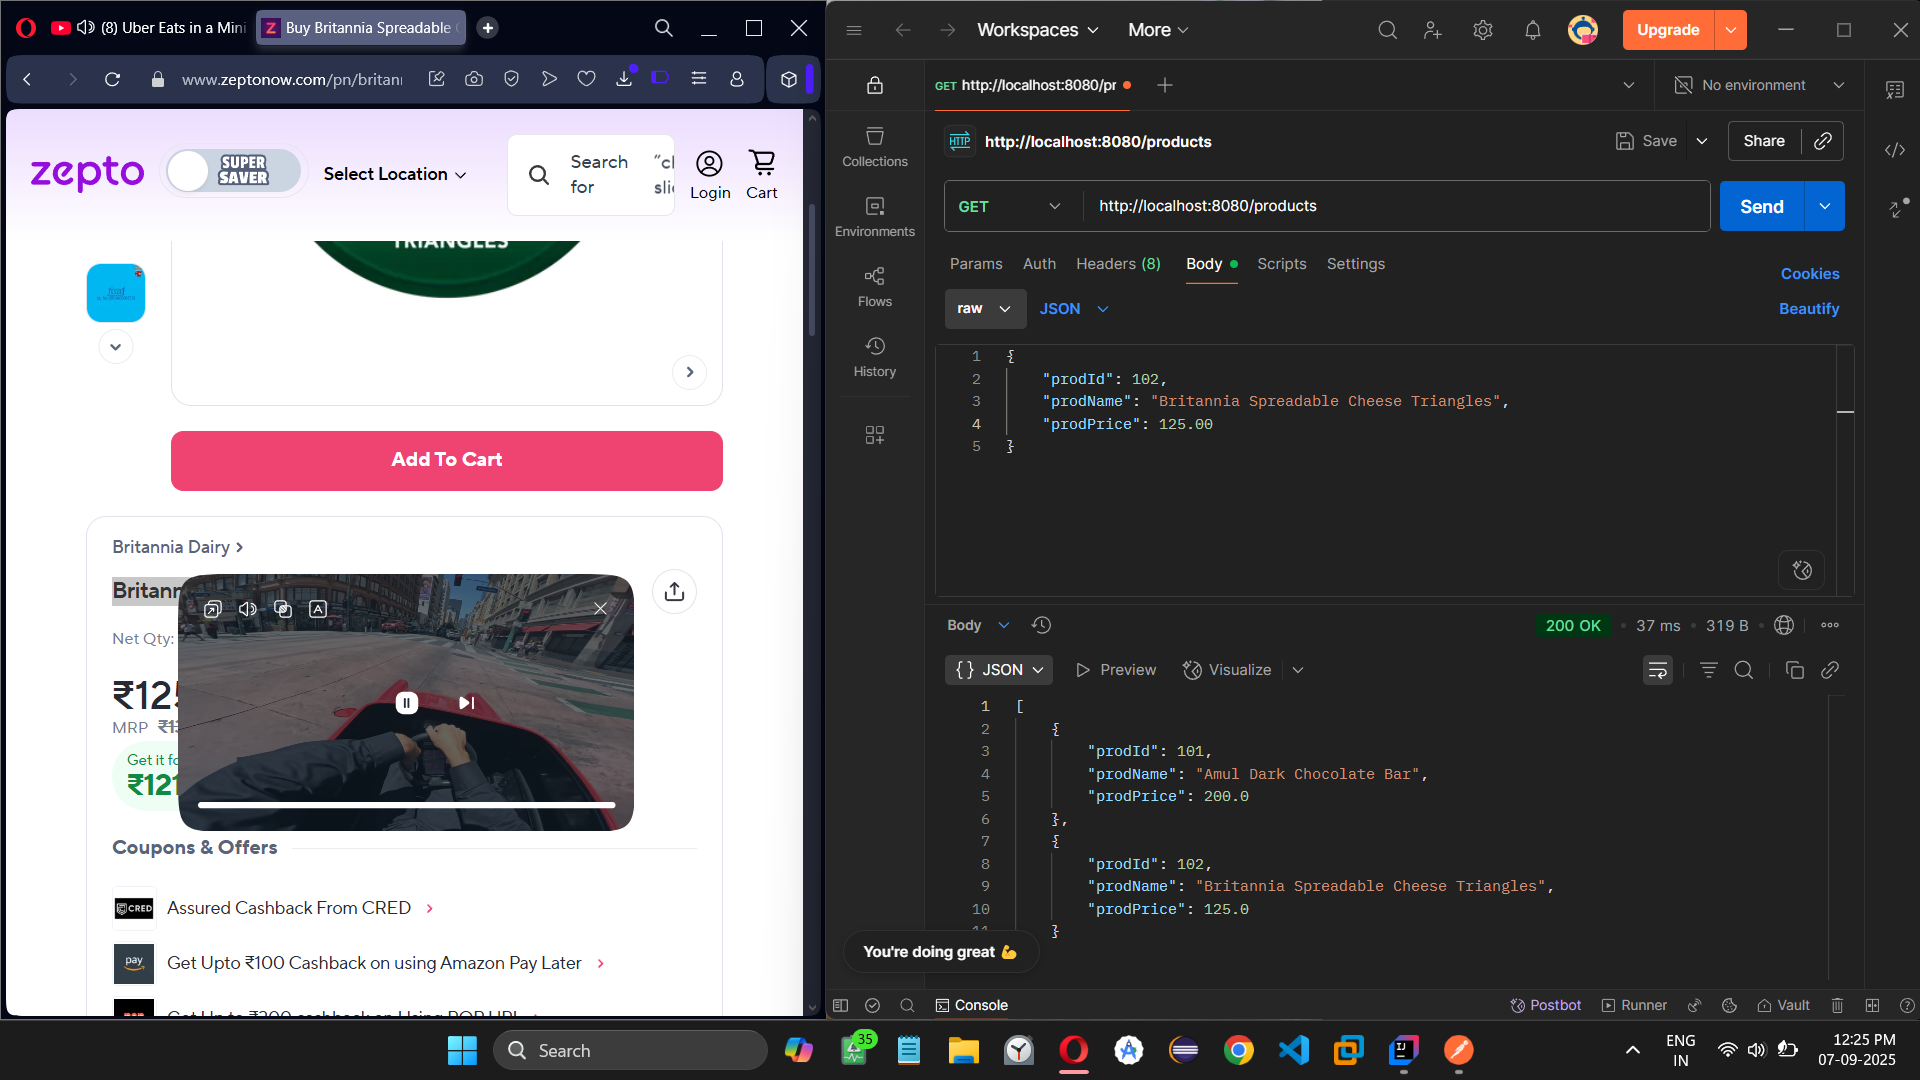 (8) Uber Eats in a Mini
Buy Britannia Spreadable
www.zeptonow.com/pn/britann
zepto
SUPER
SAVER
Select Location
Search
for
Login
Cart
TRIANGLES
Add To Cart
Britannia Dairy
Britann
Net Qty:
₹125
MRP
Get it fo
₹121
Coupons & Offers
CRED
Assured Cashback From CRED
pay
Get Upto ₹100 Cashback on using Amazon Pay Later
Workspaces
More
Upgrade
GET http://localhost:8080/pr
No environment
HTTP
http://localhost:8080/products
Save
Share
Collections
Environments
Flows
History
GET
http://localhost:8080/products
Send
Params
Auth
Headers (8)
Body
Scripts
Settings
Cookies
raw
JSON
Beautify
1 {
2 "prodId": 102,
3 "prodName": "Britannia Spreadable Cheese Triangles",
4 "prodPrice": 125.00
5 }
Body
200 OK
37 ms
319 B
{} JSON
Preview
Visualize
1 [
2 {
3 "prodId": 101,
4 "prodName": "Amul Dark Chocolate Bar",
5 "prodPrice": 200.0
6 },
7 {
8 "prodId": 102,
9 "prodName": "Britannia Spreadable Cheese Triangles",
10 "prodPrice": 125.0
11 }
You're doing great 💪
Console
Postbot
Runner
Vault
Search
35
ENG
IN
12:25 PM
07-09-2025